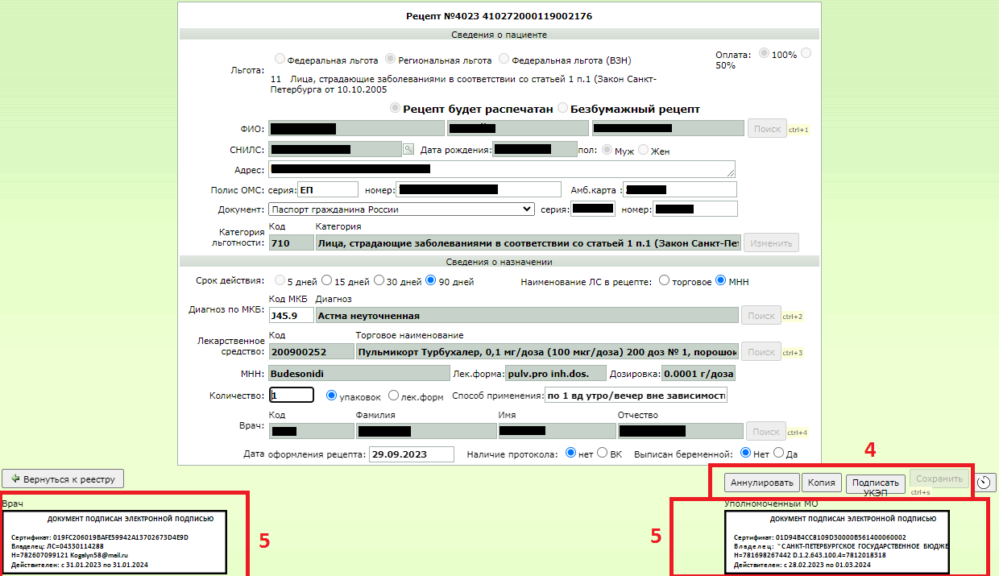 Рецепт №4023 410272000119002176
Сведения о пациенте
Льгота: Федеральная льгота Региональная льгота Федеральная льгота (ВЗН) Оплата: 100% 50%
11 Лица, страдающие заболеваниями в соответствии со статьей 1 п.1 (Закон Санкт-
Петербурга от 10.10.2005
Рецепт будет распечатан Безбумажный рецепт
ФИО: Поиск ctrl+1
СНИЛС: Дата рождения: пол: Муж Жен
Адрес:
Полис ОМС: серия: ЕП номер: Амб.карта :
Документ: Паспорт гражданина России серия: номер:
Код Категория
Категория льготности: 710 Лица, страдающие заболеваниями в соответствии со статьей 1 п.1 (Закон Санкт-Пет Изменить
Сведения о назначении
Срок действия: 5 дней 15 дней 30 дней 90 дней Наименование ЛС в рецепте: торговое МНН
Код МКБ Диагноз
Диагноз по МКБ: J45.9 Астма неуточненная Поиск ctrl+2
Код Торговое наименование
Лекарственное средство: 200900252 Пульмикорт Турбухалер, 0,1 мг/доза (100 мкг/доза) 200 доз № 1, порошок Поиск ctrl+3
МНН: Budesonidi Лек.форма: pulv.pro inh.dos. Дозировка: 0.0001 г/доза
Количество: 1 упаковок лек.форм Способ применения: по 1 вд утро/вечер вне зависимости
Код Фамилия Имя Отчество
Врач: Поиск ctrl+4
Дата оформления рецепта: 29.09.2023 Наличие протокола: нет ВК Выписан беременной: Нет Да
4
Вернуться к реестру Аннулировать Копия Подписать УКЭП Сохранить ctrl+s
Врач
ДОКУМЕНТ ПОДПИСАН ЭЛЕКТРОННОЙ ПОДПИСЬЮ
Сертификат: 019FC206019BAFE59942A13702673D4E9D
Владелец: ЛС=04330114288
Н=782607099121 Kogalyn58@mail.ru
Действителен: с 31.01.2023 по 31.01.2024
5
5
Уполномоченный МО
ДОКУМЕНТ ПОДПИСАН ЭЛЕКТРОННОЙ ПОДПИСЬЮ
Сертификат: 01D94B4CC8109D30000B561400060002
Владелец: "САНКТ-ПЕТЕРБУРГСКОЕ ГОСУДАРСТВЕННОЕ БЮДЖЕ
Н=781698267442 D.1.2.643.100.4=7812018318
Действителен: с 28.02.2023 по 01.03.2024